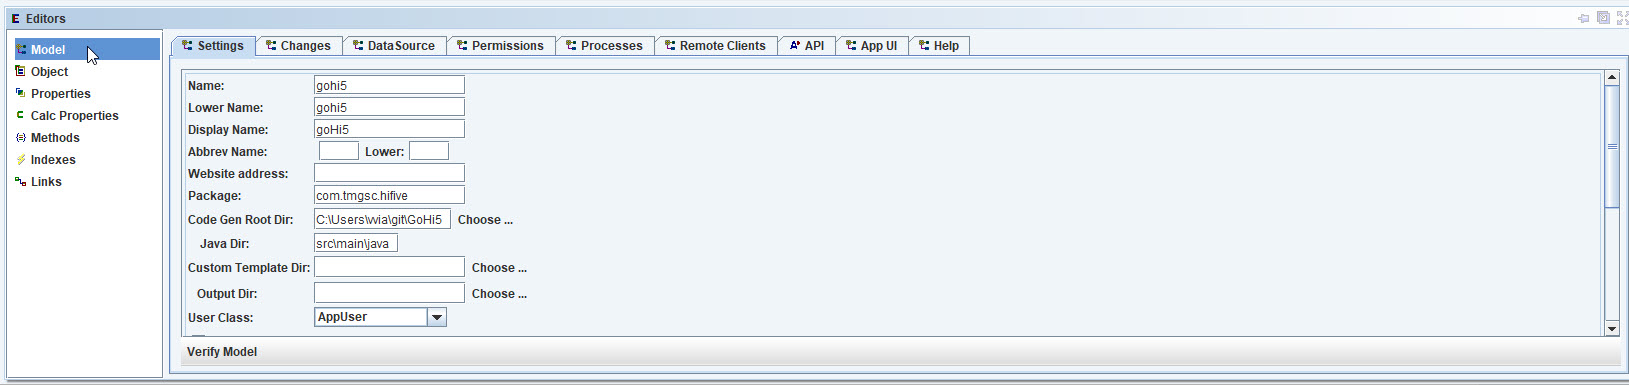 E Editors
Model
Object
Properties
C Calc Properties
Methods
Indexes
Links
Settings Changes DataSource Permissions Processes Remote Clients A API App UI Help
Name: gohi5
Lower Name: gohi5
Display Name: goHi5
Abbrev Name: Lower:
Website address:
Package: com.tmgsc.hifive
Code Gen Root Dir: C:\Users\vvia\git\GoHi5 Choose ...
Java Dir: src\main\java
Custom Template Dir: Choose ...
Output Dir: Choose ...
User Class: AppUser
Verify Model